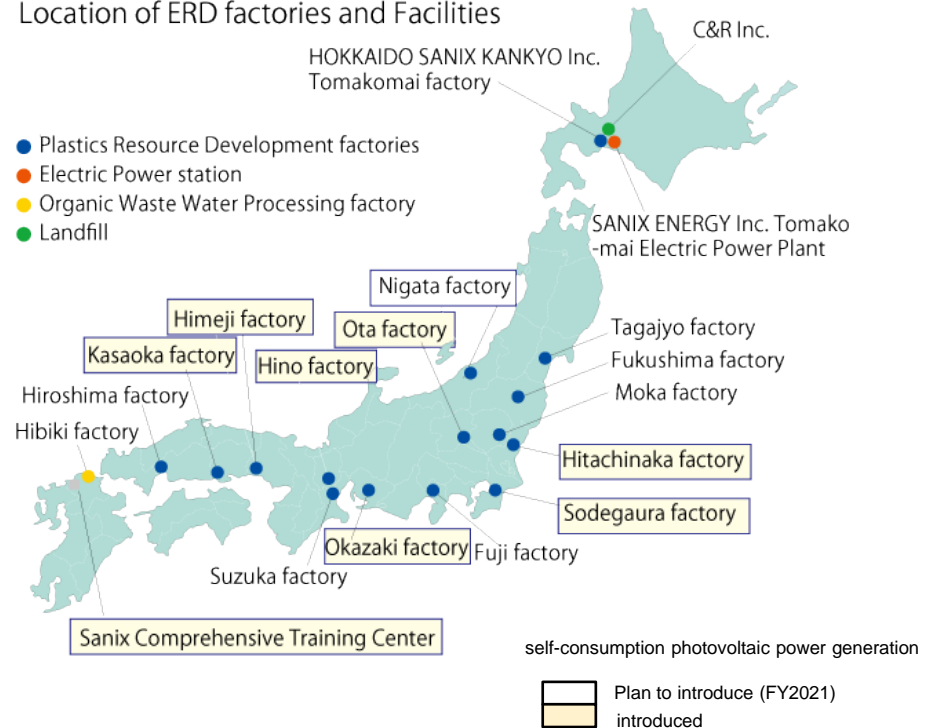 Location of ERD factories and Facilities
C&R Inc.
HOKKAIDO SANIX KANKYO Inc.
Tomakomai factory
Plastics Resource Development factories
Electric Power station
Organic Waste Water Processing factory
Landfill
SANIX ENERGY Inc. Tomako
-mai Electric Power Plant
Nigata factory
Himeji factory
Ota factory
Tagajyo factory
Kasaoka factory
Hino factory
Fukushima factory
Hiroshima factory
Moka factory
Hibiki factory
Hitachinaka factory
Sodegaura factory
Okazaki factory
Fuji factory
Suzuka factory
Sanix Comprehensive Training Center
self-consumption photovoltaic power generation
Plan to introduce (FY2021)
introduced